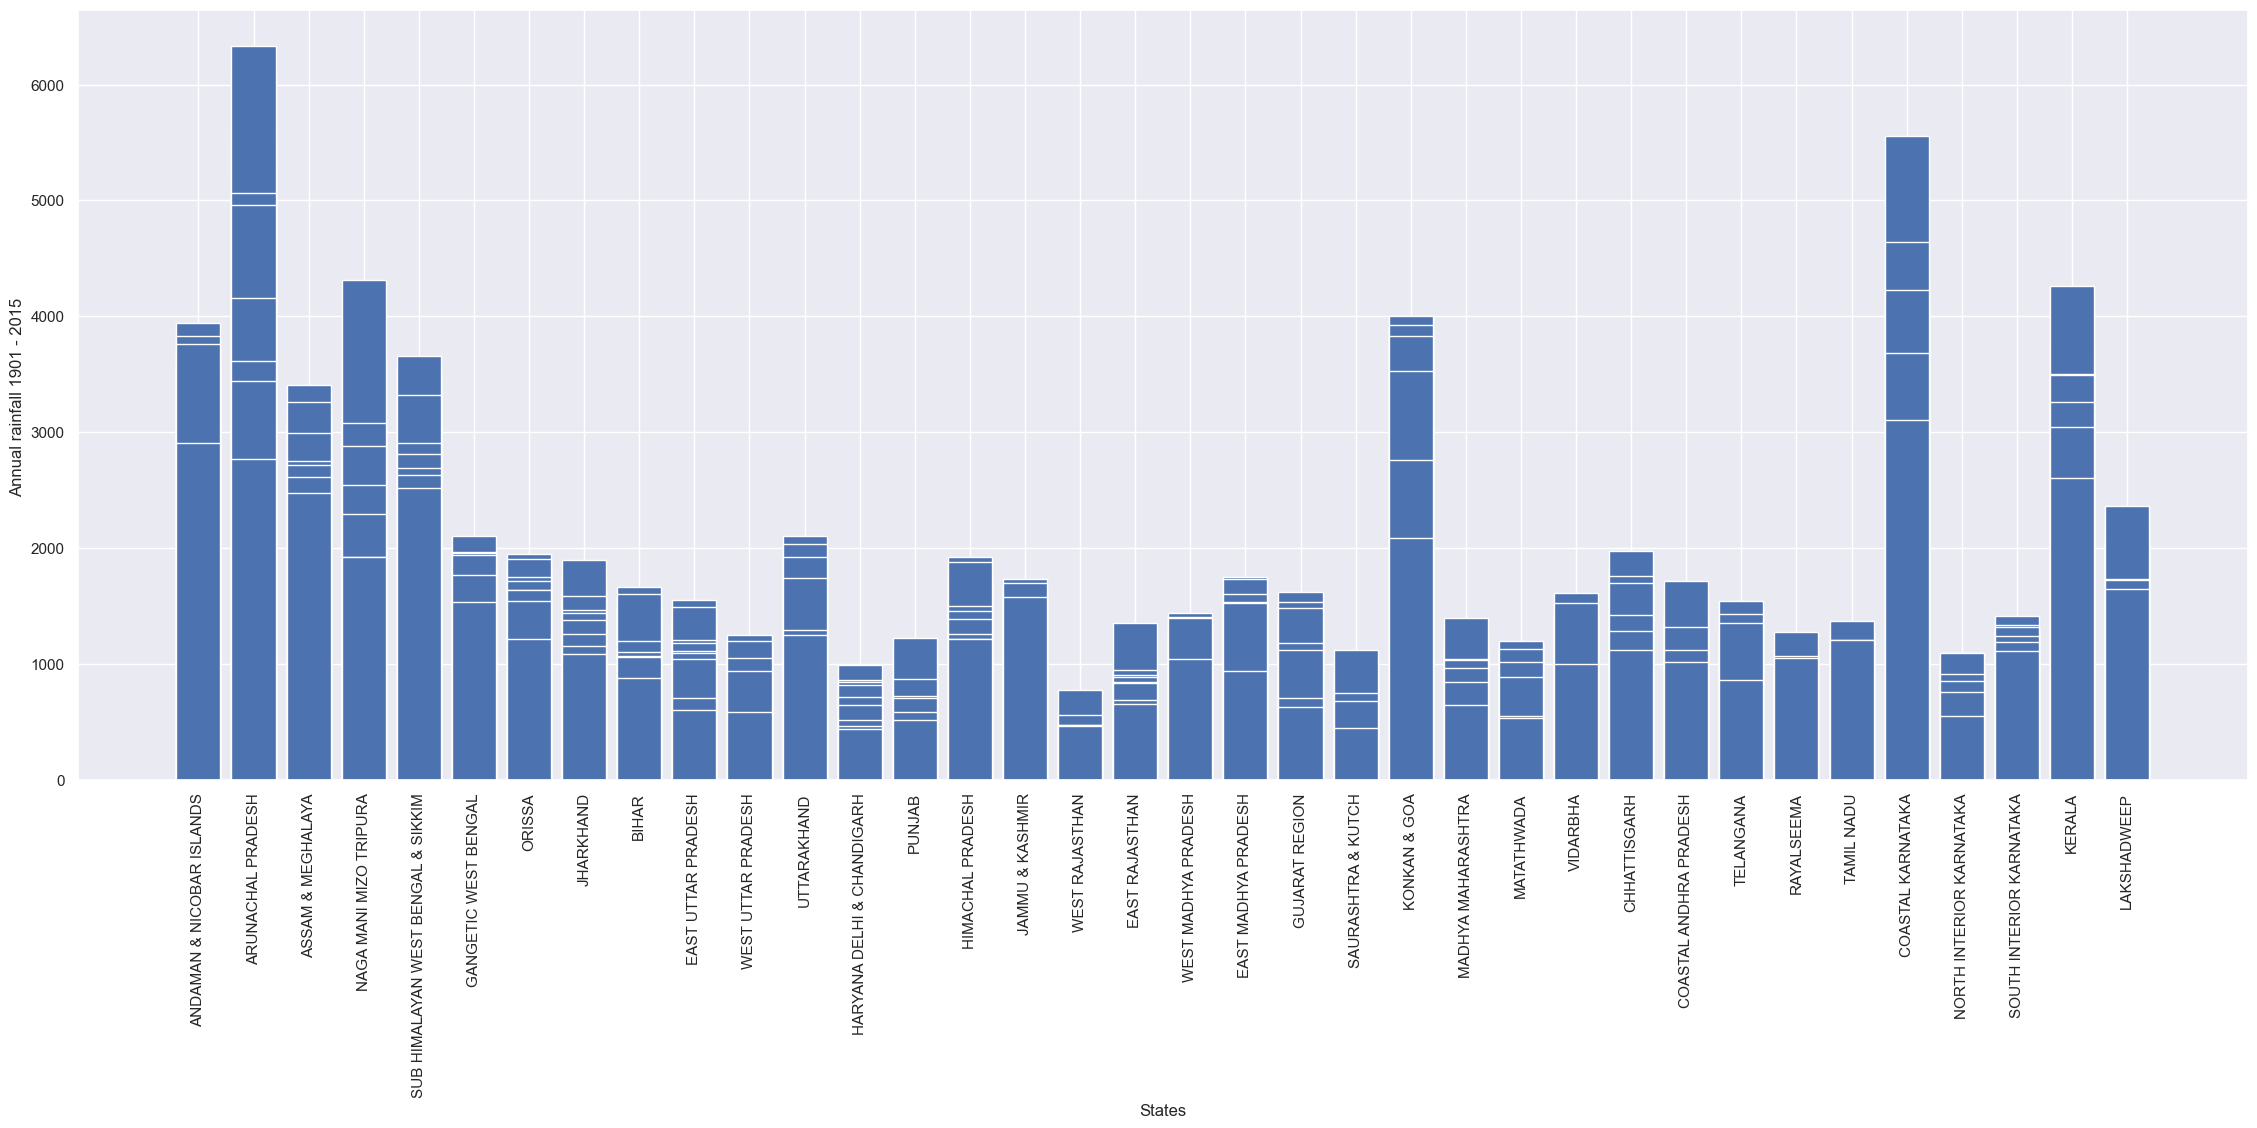 Annual rainfall 1901 - 2015
6000
5000
4000
3000
2000
1000
0
ANDAMAN & NICOBAR ISLANDS
ARUNACHAL PRADESH
ASSAM & MEGHALAYA
NAGA MANI MIZO TRIPURA
SUB HIMALAYAN WEST BENGAL & SIKKIM
GANGETIC WEST BENGAL
ORISSA
JHARKHAND
BIHAR
EAST UTTAR PRADESH
WEST UTTAR PRADESH
UTTARAKHAND
HARYANA DELHI & CHANDIGARH
PUNJAB
HIMACHAL PRADESH
JAMMU & KASHMIR
WEST RAJASTHAN
EAST RAJASTHAN
WEST MADHYA PRADESH
EAST MADHYA PRADESH
GUJARAT REGION
SAURASHTRA & KUTCH
KONKAN & GOA
MADHYA MAHARASHTRA
MATATHWADA
VIDARBHA
CHHATTISGARH
COASTAL ANDHRA PRADESH
TELANGANA
RAYALSEEMA
TAMIL NADU
COASTAL KARNATAKA
NORTH INTERIOR KARNATAKA
SOUTH INTERIOR KARNATAKA
KERALA
LAKSHADWEEP
States